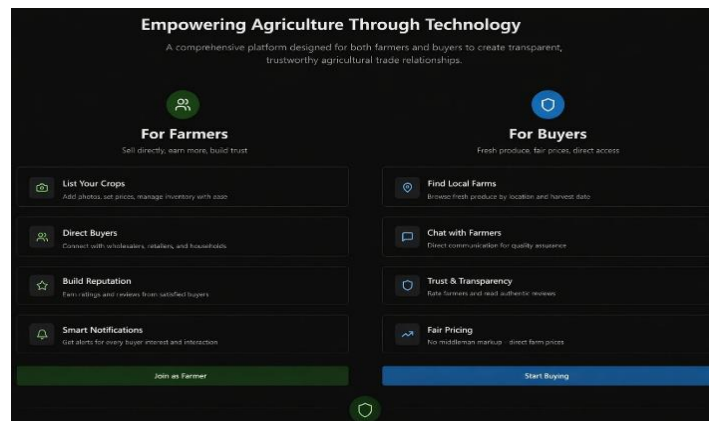 Empowering Agriculture Through Technology
A comprehensive platform designed for both farmers and buyers to create transparent,
trustworthy agricultural trade relationships.
For Farmers
Sell directly, earn more, build trust
List Your Crops
Add photos, set prices, manage inventory with ease
Direct Buyers
Connect with wholesalers, retailers, and households
Build Reputation
Earn ratings and reviews from satisfied buyers
Smart Notifications
Get alerts for every buyer interest and interaction
Join as Farmer
For Buyers
Fresh produce, fair prices, direct access
Find Local Farms
Browse fresh produce by location and harvest date
Chat with Farmers
Direct communication for quality assurance
Trust & Transparency
Rate farmers and read authentic reviews
Fair Pricing
No middleman markup - direct farm prices
Start Buying